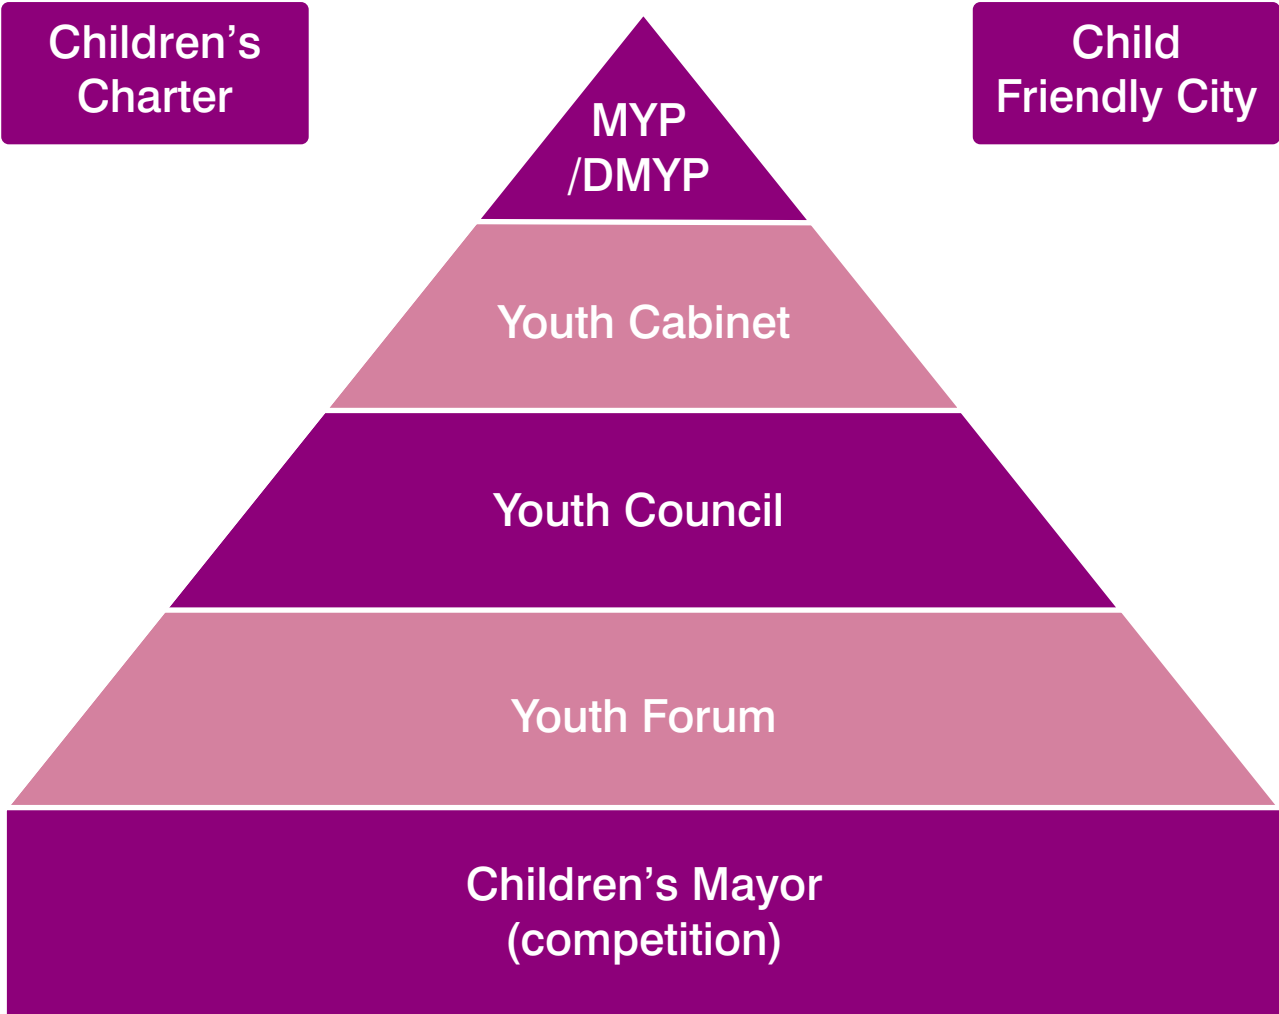 Children’s
Charter
Child
Friendly City
MYP
/DMYP
Youth Cabinet
Youth Council
Youth Forum
Children’s Mayor
(competition)